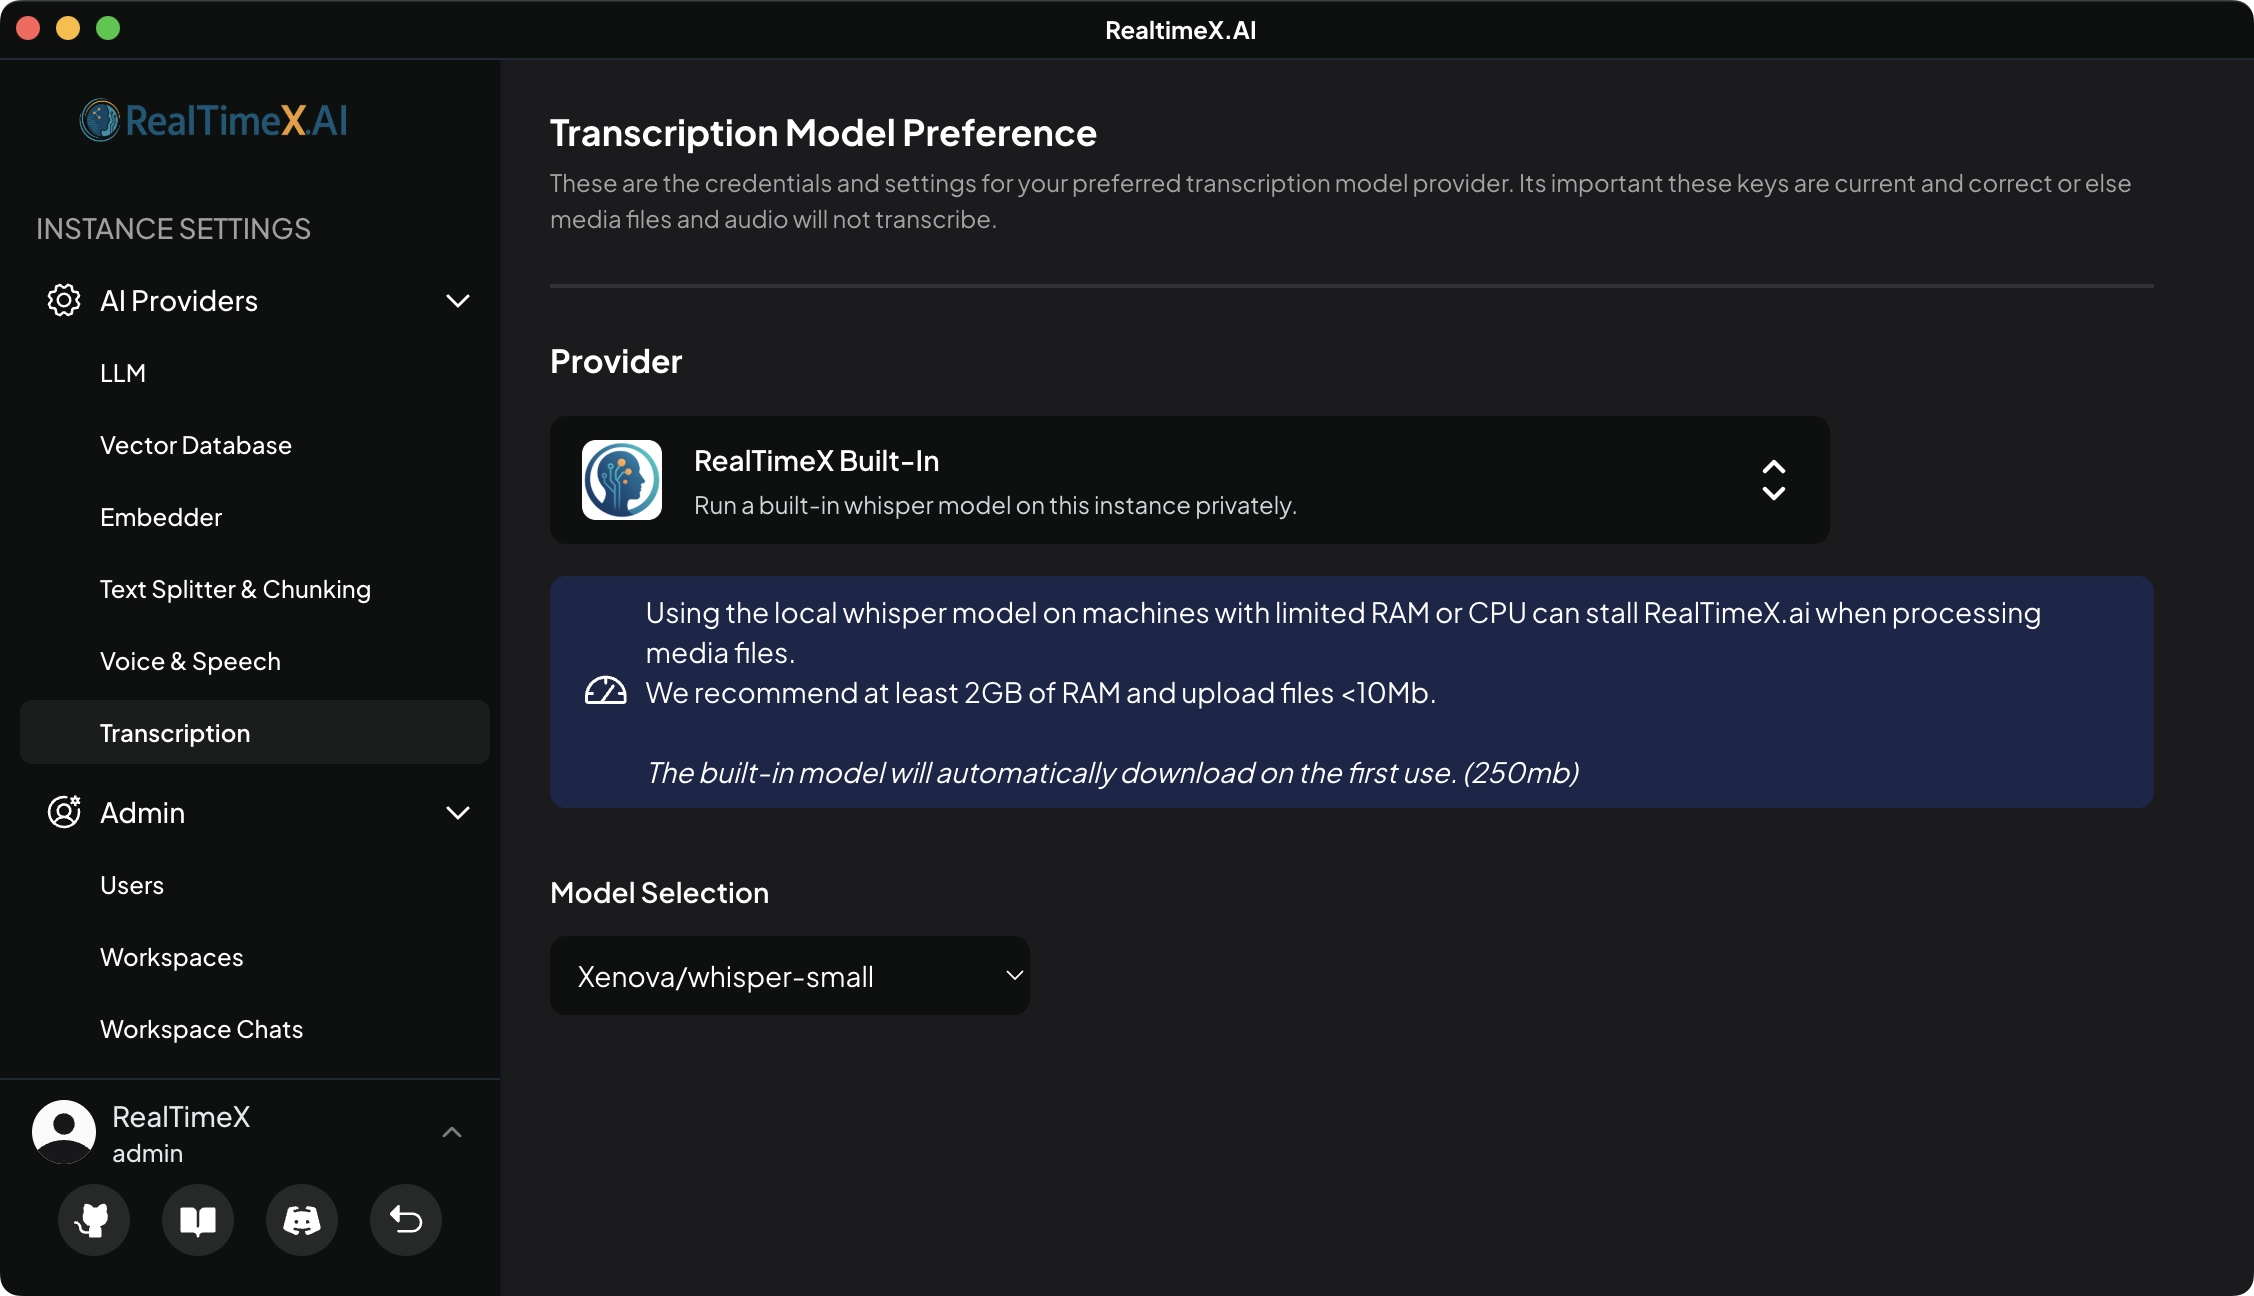 RealtimeX.AI
RealTimeX.AI
INSTANCE SETTINGS
AI Providers
LLM
Vector Database
Embedder
Text Splitter & Chunking
Voice & Speech
Transcription
Admin
Users
Workspaces
Workspace Chats
RealTimeX
admin
Transcription Model Preference
These are the credentials and settings for your preferred transcription model provider. Its important these keys are current and correct or else
media files and audio will not transcribe.
Provider
RealTimeX Built-In
Run a built-in whisper model on this instance privately.
Using the local whisper model on machines with limited RAM or CPU can stall RealTimeX.ai when processing
media files.
We recommend at least 2GB of RAM and upload files <10Mb.
The built-in model will automatically download on the first use. (250mb)
Model Selection
Xenova/whisper-small